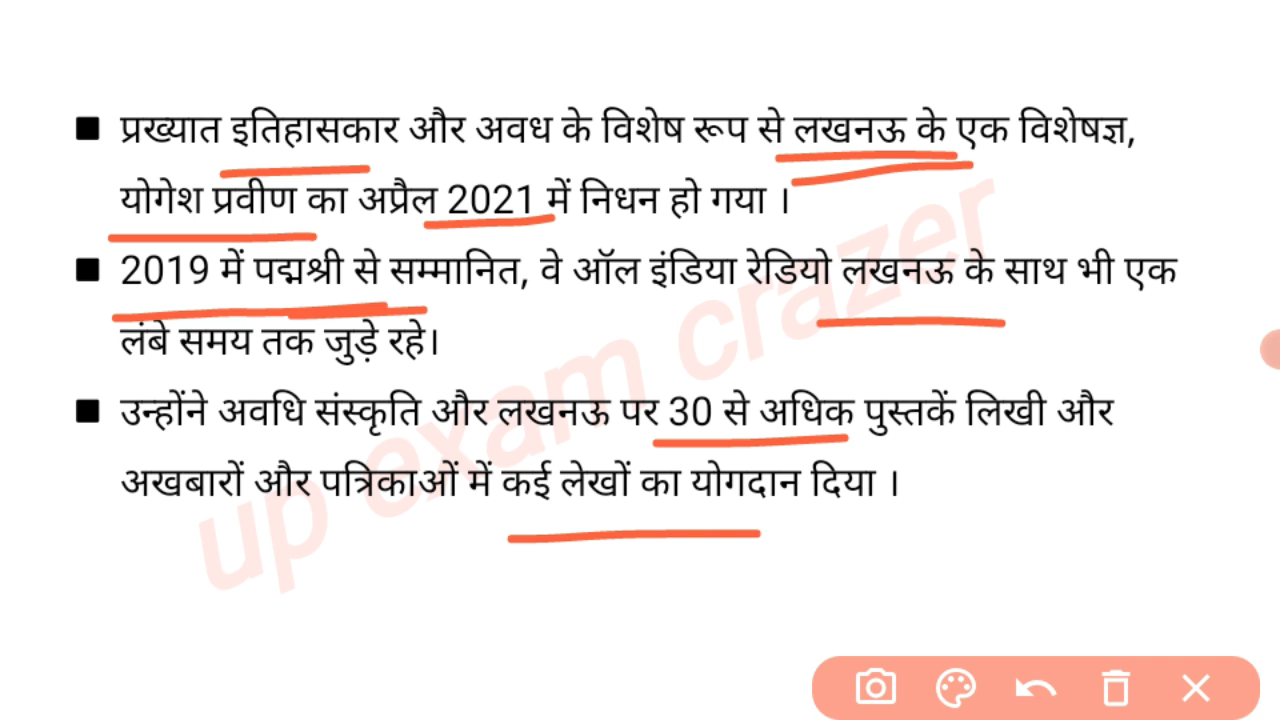 ■ प्रख्यात इतिहासकार और अवध के विशेष रूप से लखनऊ के एक विशेषज्ञ,
योगेश प्रवीण का अप्रैल 2021 में निधन हो गया ।
■ 2019 में पद्मश्री से सम्मानित, वे ऑल इंडिया रेडियो लखनऊ के साथ भी एक
लंबे समय तक जुड़े रहे।
■ उन्होंने अवधि संस्कृति और लखनऊ पर 30 से अधिक पुस्तकें लिखी और
अखबारों और पत्रिकाओं में कई लेखों का योगदान दिया ।
up exam crazer